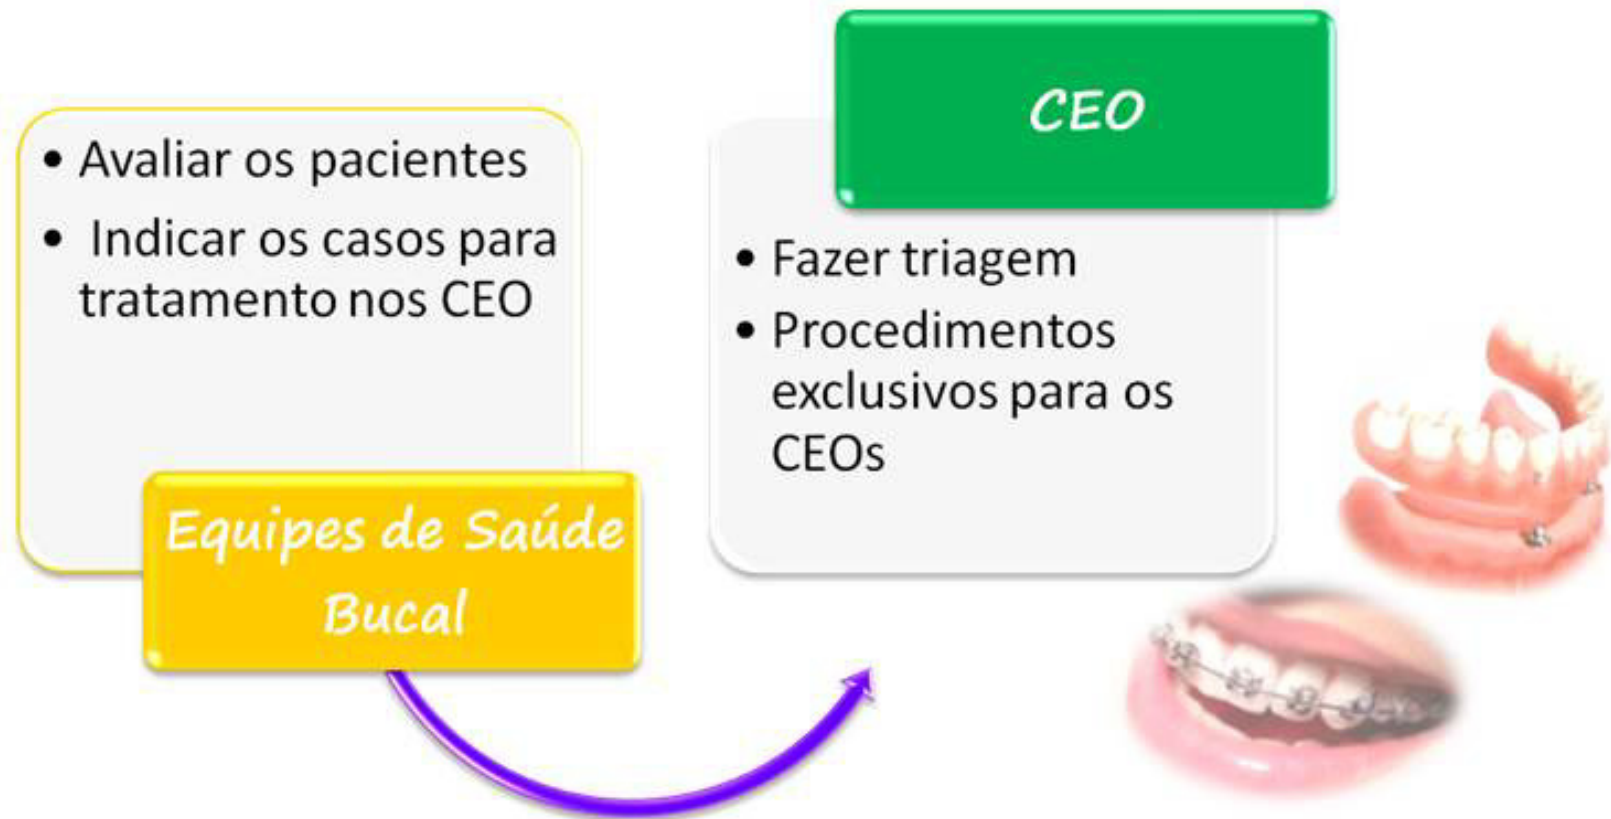 • Avaliar os pacientes
• Indicar os casos para
tratamento nos CEO
Equipes de Saúde
Bucal
CEO
• Fazer triagem
• Procedimentos
exclusivos para os
CEOs